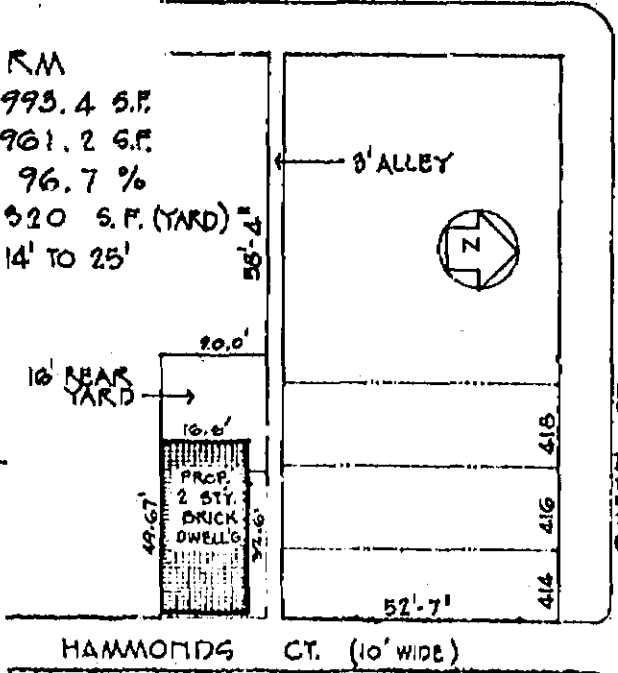 RM
993.4 S.F.
961.2 S.F.
96.7 %
320 S.F. (YARD)
14' TO 25'
3' ALLEY
58'-4"
N
20.0'
16' REAR
YARD
16.6'
PROP.
2 STY.
BRICK
DWELL'G
49.67'
32.6'
418
416
414
52'-7"
HAMMONDS CT. (10' WIDE)